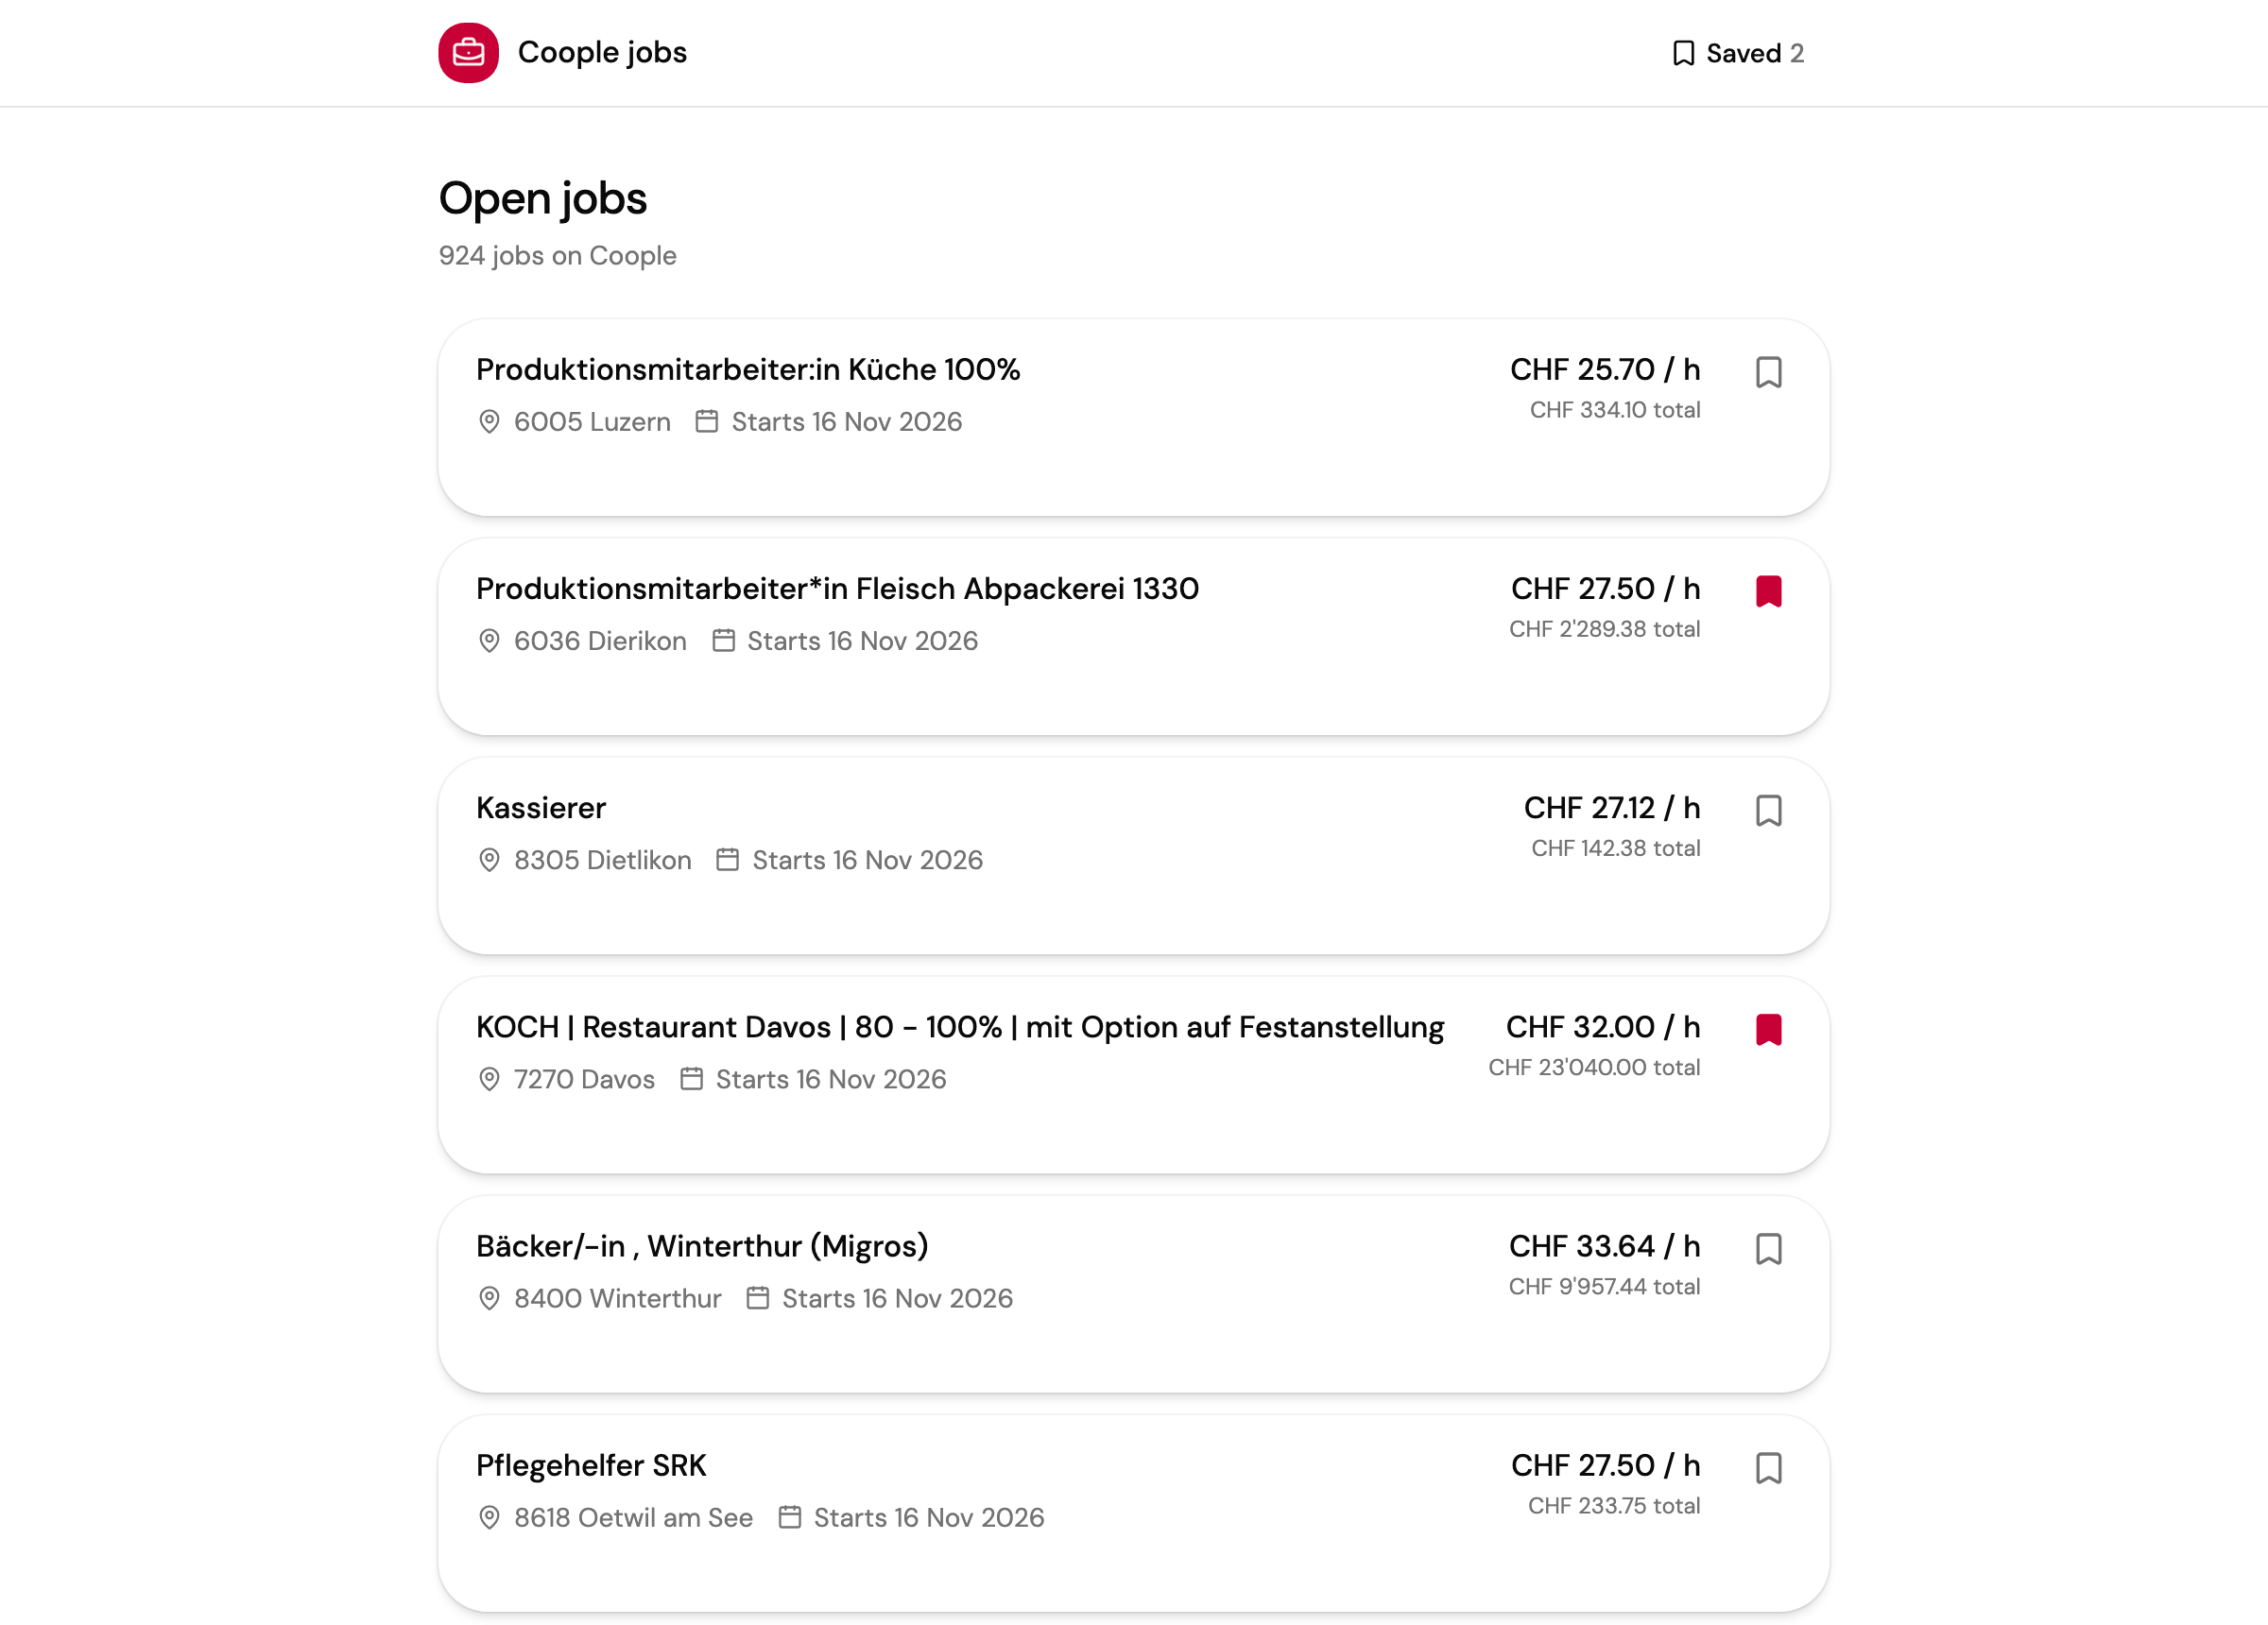 Coople jobs
Saved 2
Open jobs
924 jobs on Coople
Produktionsmitarbeiter:in Küche 100%
CHF 25.70 / h
6005 Luzern Starts 16 Nov 2026
CHF 334.10 total
Produktionsmitarbeiter*in Fleisch Abpackerei 1330
CHF 27.50 / h
6036 Dierikon Starts 16 Nov 2026
CHF 2'289.38 total
Kassierer
CHF 27.12 / h
8305 Dietlikon Starts 16 Nov 2026
CHF 142.38 total
KOCH | Restaurant Davos | 80 - 100% | mit Option auf Festanstellung
CHF 32.00 / h
7270 Davos Starts 16 Nov 2026
CHF 23'040.00 total
Bäcker/-in , Winterthur (Migros)
CHF 33.64 / h
8400 Winterthur Starts 16 Nov 2026
CHF 9'957.44 total
Pflegehelfer SRK
CHF 27.50 / h
8618 Oetwil am See Starts 16 Nov 2026
CHF 233.75 total